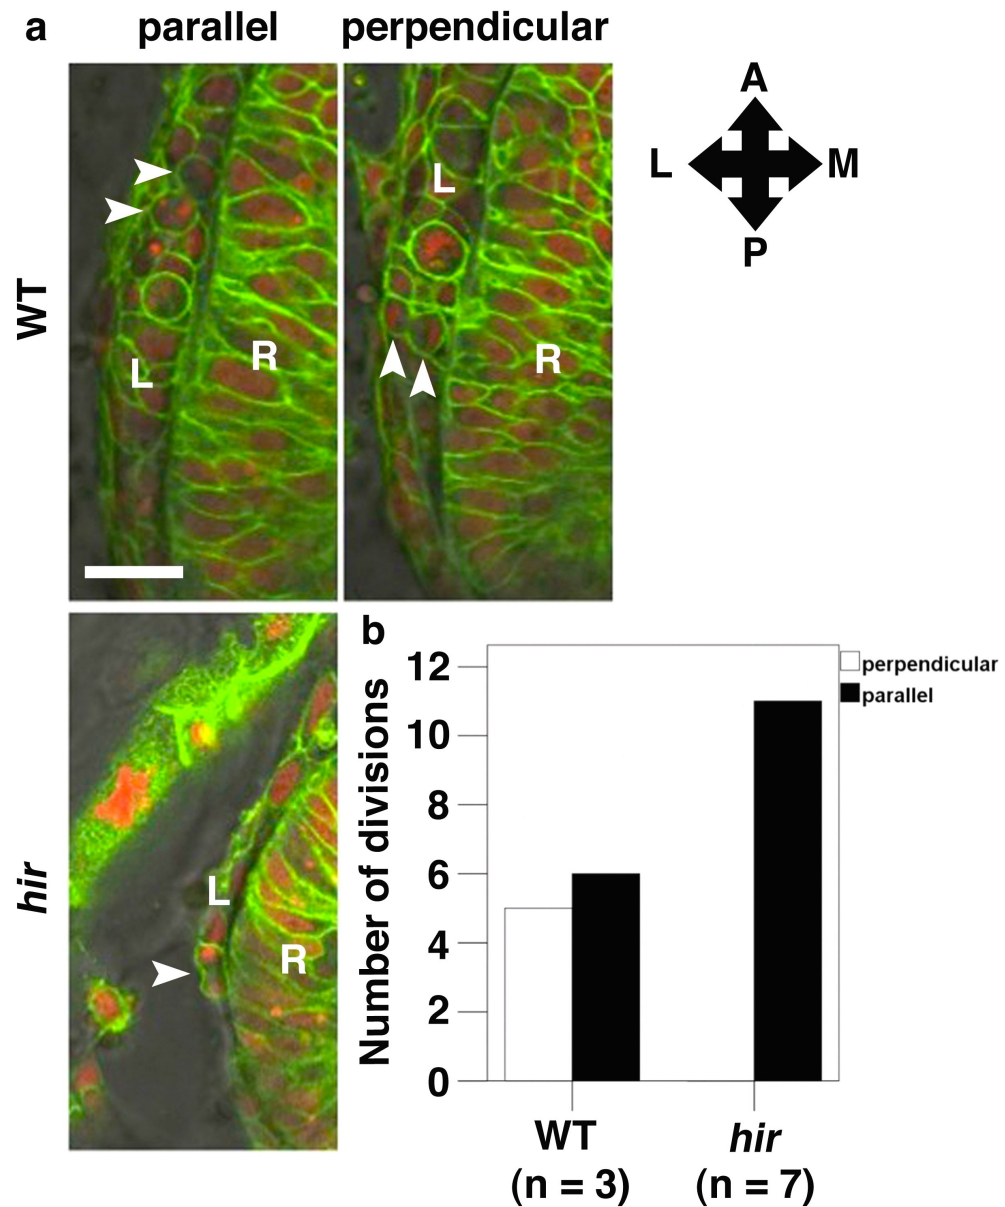 a
parallel
perpendicular
WT
L
R
L
R
A
L
M
P
hir
L
R
b
Number of divisions
12
10
8
6
4
2
0
perpendicular
parallel
WT
(n = 3)
hir
(n = 7)